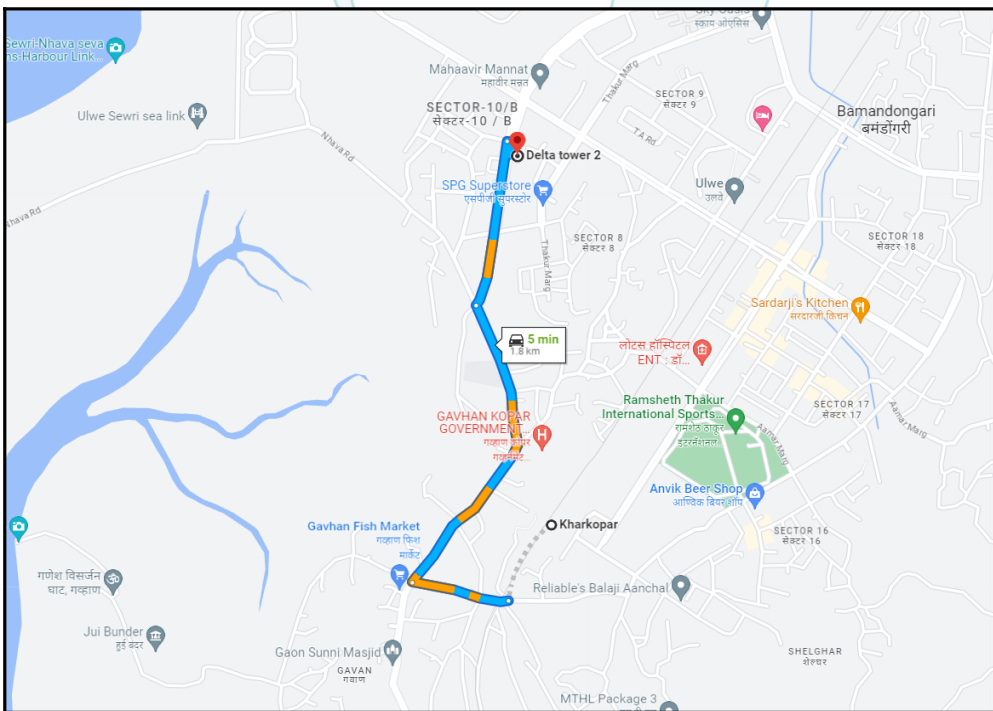 City Oasis
स्काय ओएसिस
Sewri-Nhava seva
ns-Harbour Link...
Mahaavir Mannat
महावीर मन्नत
Thakur Marg
SECTOR 9
सेक्टर 9
Bamandongari
बमंडोंगरी
SECTOR-10/B
सेक्टर-10 / B
Ulwe Sewri sea link
Nhava Rd
T.A Rd
Delta tower 2
SPG Superstore
एसपीजी सुपरस्टोर
Ulwe
उलवे
Nhava Rd
SECTOR 8
सेक्टर 8
SECTOR 18
सेक्टर 18
Thakur Marg
Sardarji's Kitchen
सरदारजी किचन
5 min
1.8 km
लोटस हॉस्पिटल
ENT : डॉ...
Ramsheth Thakur
International Sports...
रामशेठ ठाकूर
इंटरनॅशनल...
SECTOR 17
सेक्टर 17
Aamar Marg
Aamar Marg
GAVHAN KOPAR
GOVERNMENT...
गव्हाण कोपर
गव्हर्नमेंट...
Anvik Beer Shop
आण्विक बियर शॉप
Gavhan Fish Market
गव्हाण फिश
मार्केट
Kharkopar
SECTOR 16
सेक्टर 16
गणेश विसर्जन
घाट, गव्हाण
Reliable's Balaji Aanchal
Jui Bunder
हुई बंदर
Gaon Sunni Masjid
GAVAN
गवाण
SHELGHAR
शेल्घर
MTHL Package 3